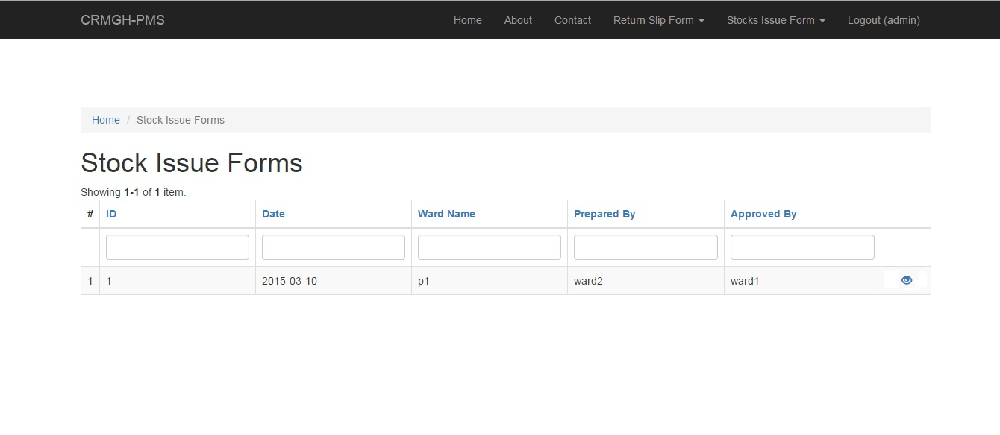 CRMGH-PMS Home About Contact Return Slip Form Stocks Issue Form Logout (admin)
Home / Stock Issue Forms
Stock Issue Forms
Showing 1-1 of 1 item.
# ID Date Ward Name Prepared By Approved By
1 1 2015-03-10 p1 ward2 ward1